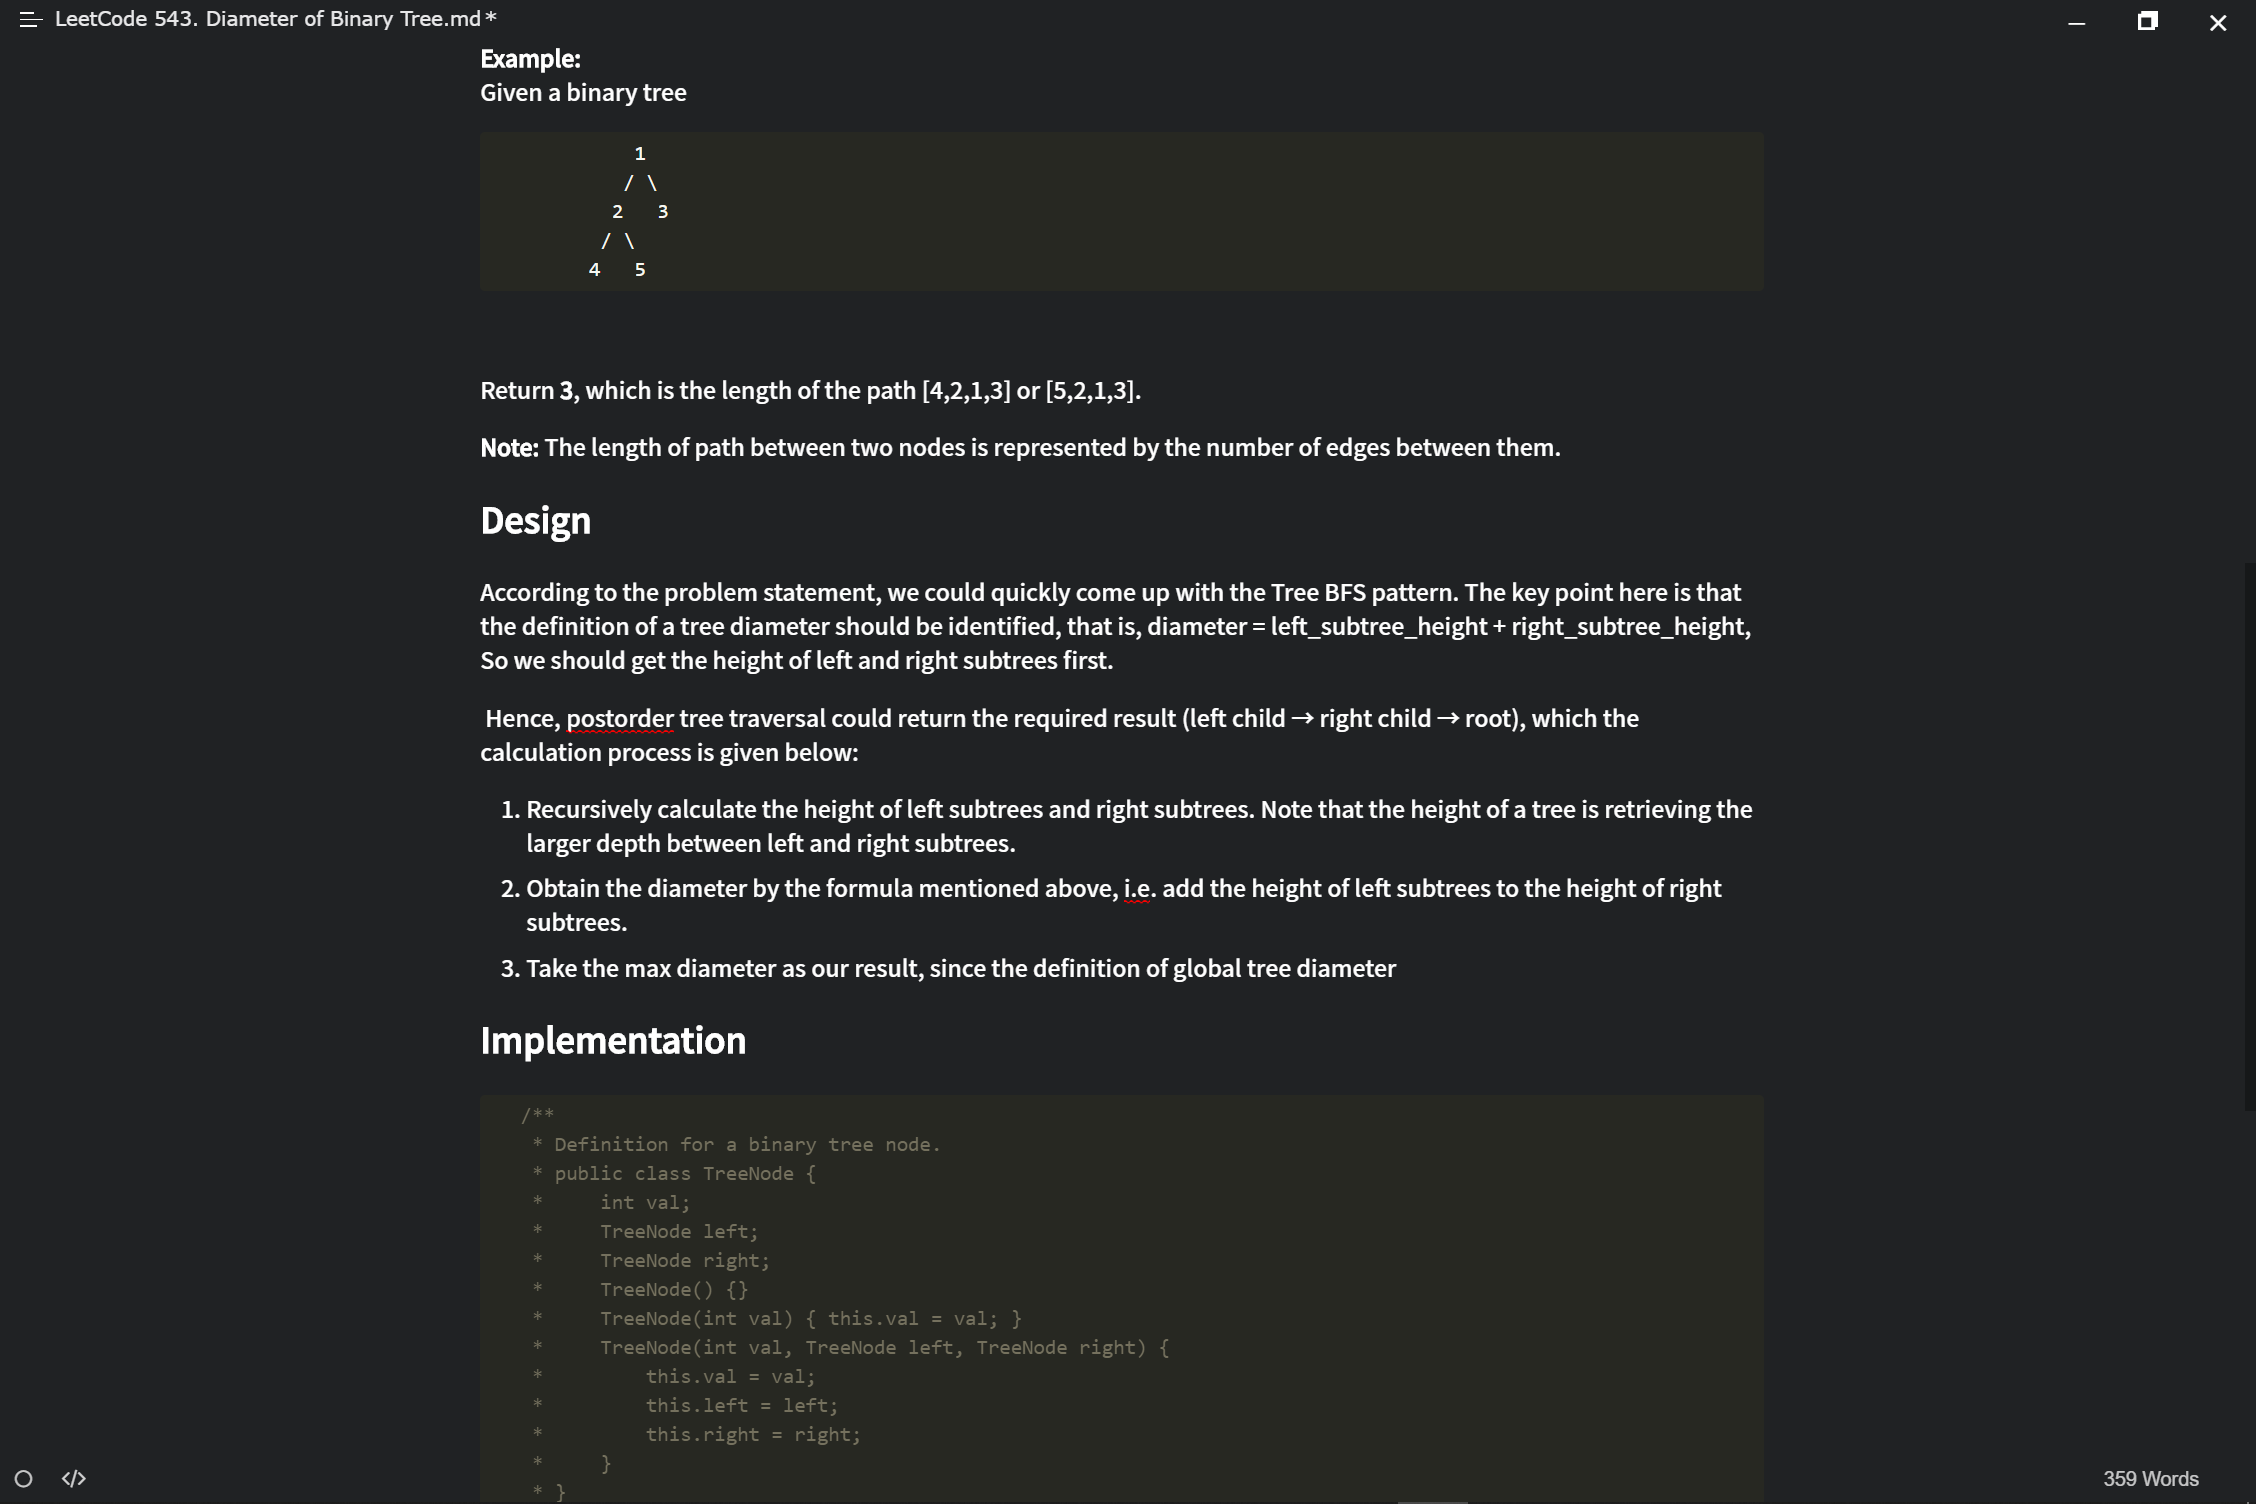 LeetCode 543. Diameter of Binary Tree.md*
Example:
Given a binary tree
1
/ \
2   3
/ \
4   5
Return 3, which is the length of the path [4,2,1,3] or [5,2,1,3].
Note: The length of path between two nodes is represented by the number of edges between them.
Design
According to the problem statement, we could quickly come up with the Tree BFS pattern. The key point here is that
the definition of a tree diameter should be identified, that is, diameter = left_subtree_height + right_subtree_height,
So we should get the height of left and right subtrees first.
Hence, postorder tree traversal could return the required result (left child → right child → root), which the
calculation process is given below:
1. Recursively calculate the height of left subtrees and right subtrees. Note that the height of a tree is retrieving the
larger depth between left and right subtrees.
2. Obtain the diameter by the formula mentioned above, i.e. add the height of left subtrees to the height of right
subtrees.
3. Take the max diameter as our result, since the definition of global tree diameter
Implementation
/**
 * Definition for a binary tree node.
 * public class TreeNode {
 *     int val;
 *     TreeNode left;
 *     TreeNode right;
 *     TreeNode() {}
 *     TreeNode(int val) { this.val = val; }
 *     TreeNode(int val, TreeNode left, TreeNode right) {
 *         this.val = val;
 *         this.left = left;
 *         this.right = right;
 *     }
 * }
</> 359 Words